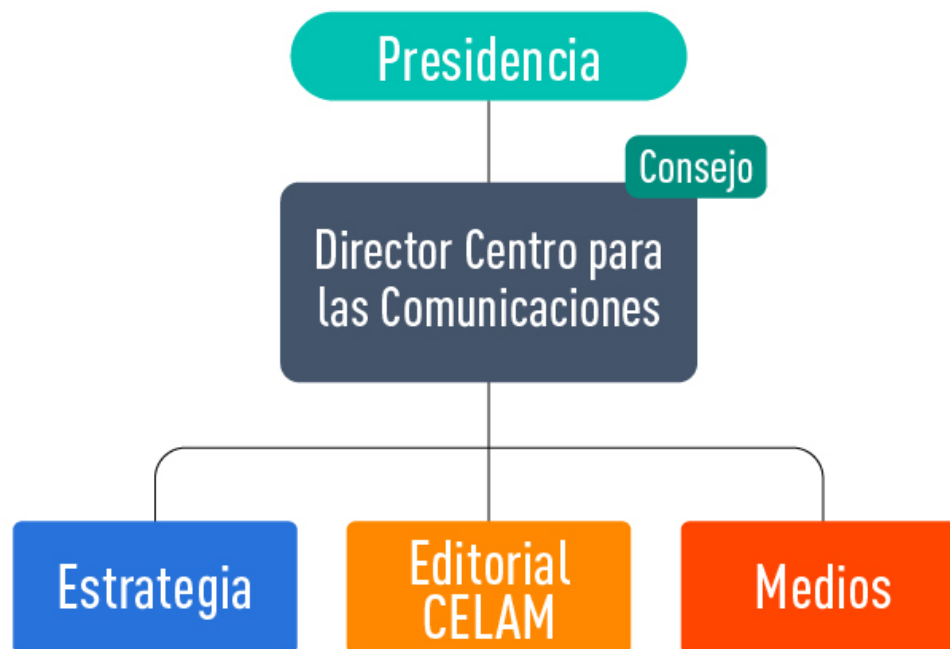 Presidencia
Consejo
Director Centro para
las Comunicaciones
Estrategia
Editorial
CELAM
Medios